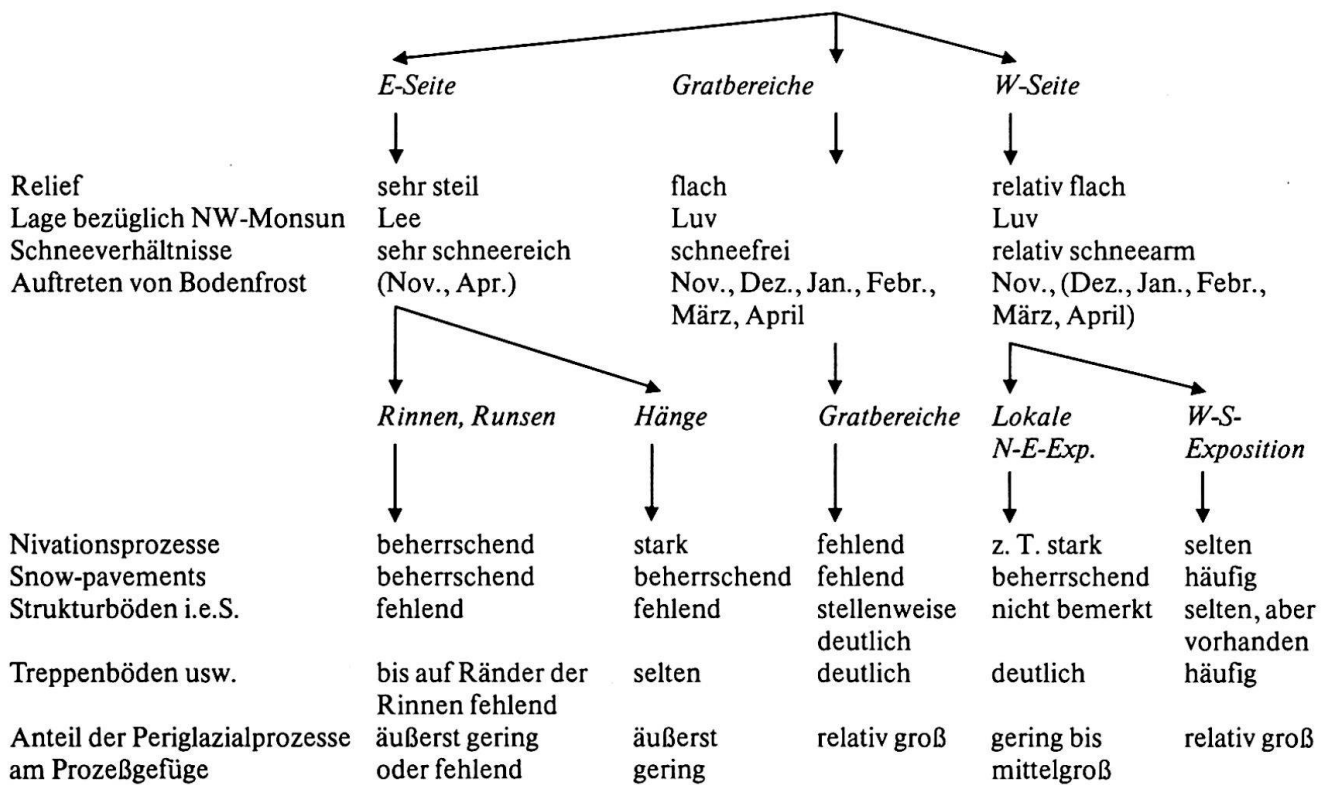 E-Seite Gratbereiche W-Seite
Relief sehr steil flach relativ flach
Lage bezüglich NW-Monsun Lee Luv Luv
Schneeverhältnisse sehr schneereich schneefrei relativ schneearm
Auftreten von Bodenfrost (Nov., Apr.) Nov., Dez., Jan., Febr., Nov., (Dez., Jan., Febr.,
März, April März, April)
Rinnen, Runsen Hänge Gratbereiche Lokale W-S-
N-E-Exp. Exposition
Nivationsprozesse beherrschend stark fehlend z. T. stark selten
Snow-pavements beherrschend beherrschend fehlend beherrschend häufig
Strukturböden i.e.S. fehlend fehlend stellenweise nicht bemerkt selten, aber
deutlich vorhanden
Treppenböden usw. bis auf Ränder der selten deutlich deutlich häufig
Rinnen fehlend
Anteil der Periglazialprozesse äußerst gering äußerst relativ groß gering bis relativ groß
am Prozeßgefüge oder fehlend gering mittelgroß